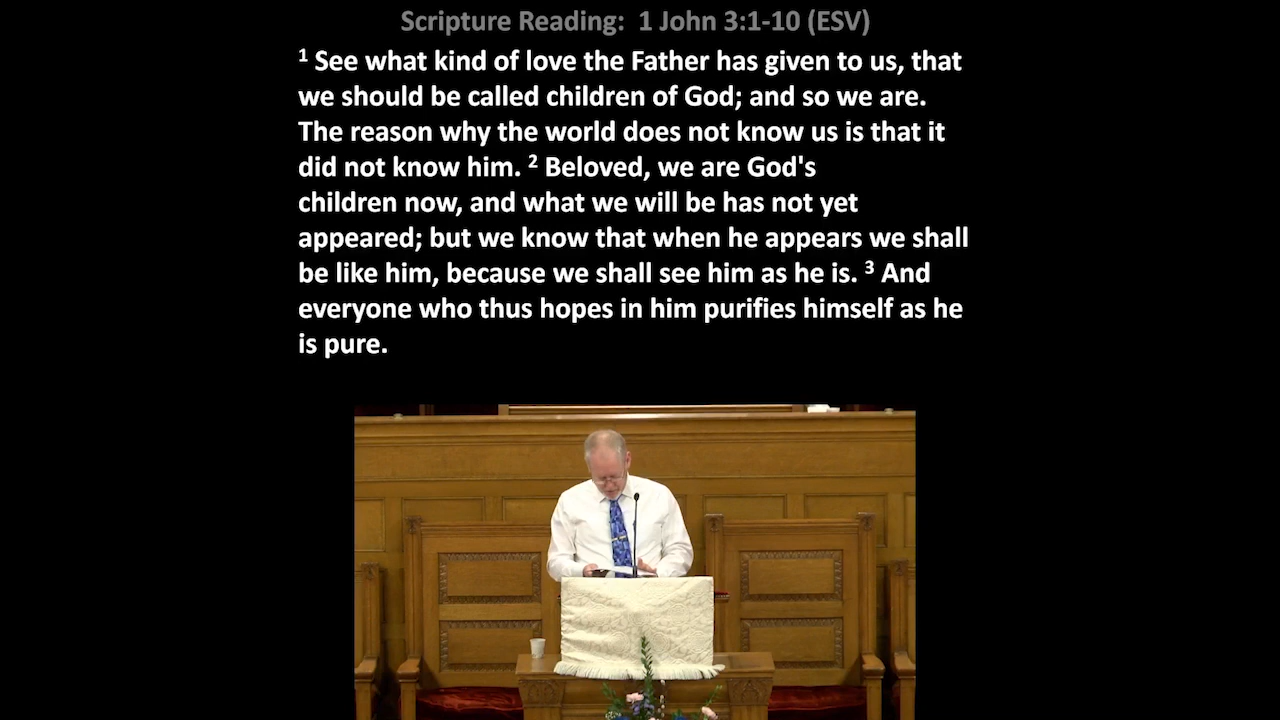 Scripture Reading:  1 John 3:1-10 (ESV)
1 See what kind of love the Father has given to us, that
we should be called children of God; and so we are.
The reason why the world does not know us is that it
did not know him. 2 Beloved, we are God's
children now, and what we will be has not yet
appeared; but we know that when he appears we shall
be like him, because we shall see him as he is. 3 And
everyone who thus hopes in him purifies himself as he
is pure.